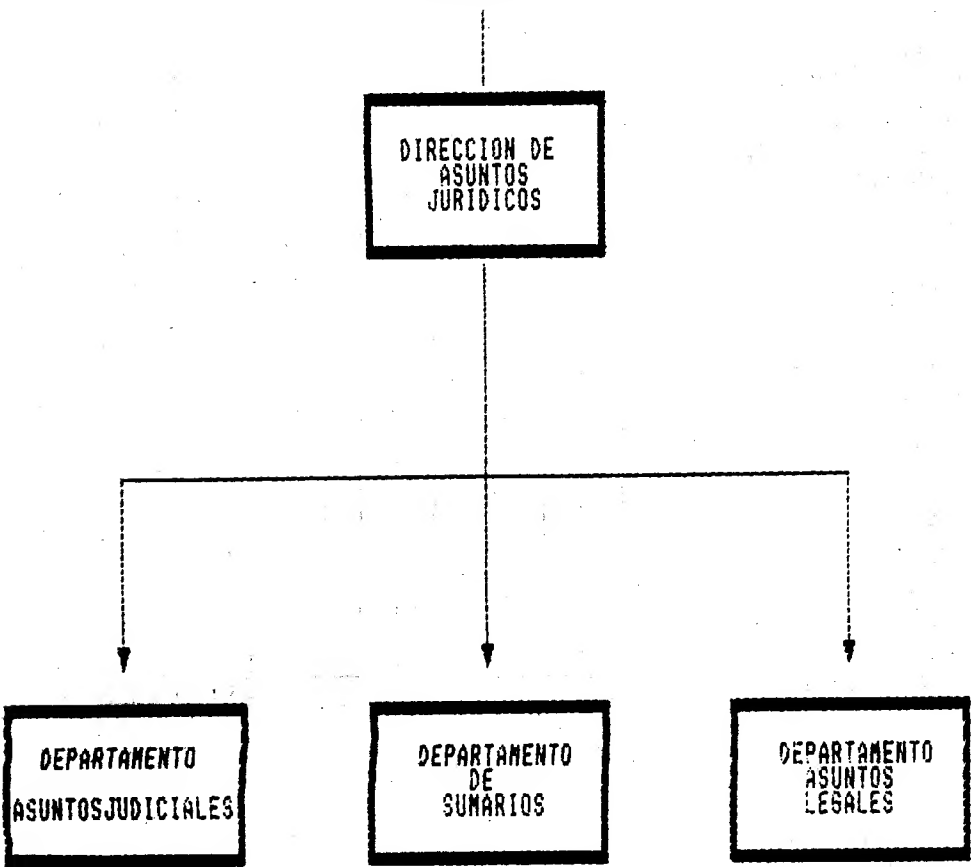 DIRECCION DE
ASUNTOS
JURIDICOS
DEPARTAMENTO
ASUNTOSJUDICIALES
DEPARTAMENTO
DE
SUMARIOS
DEPARTAMENTO
ASUNTOS
LEGALES